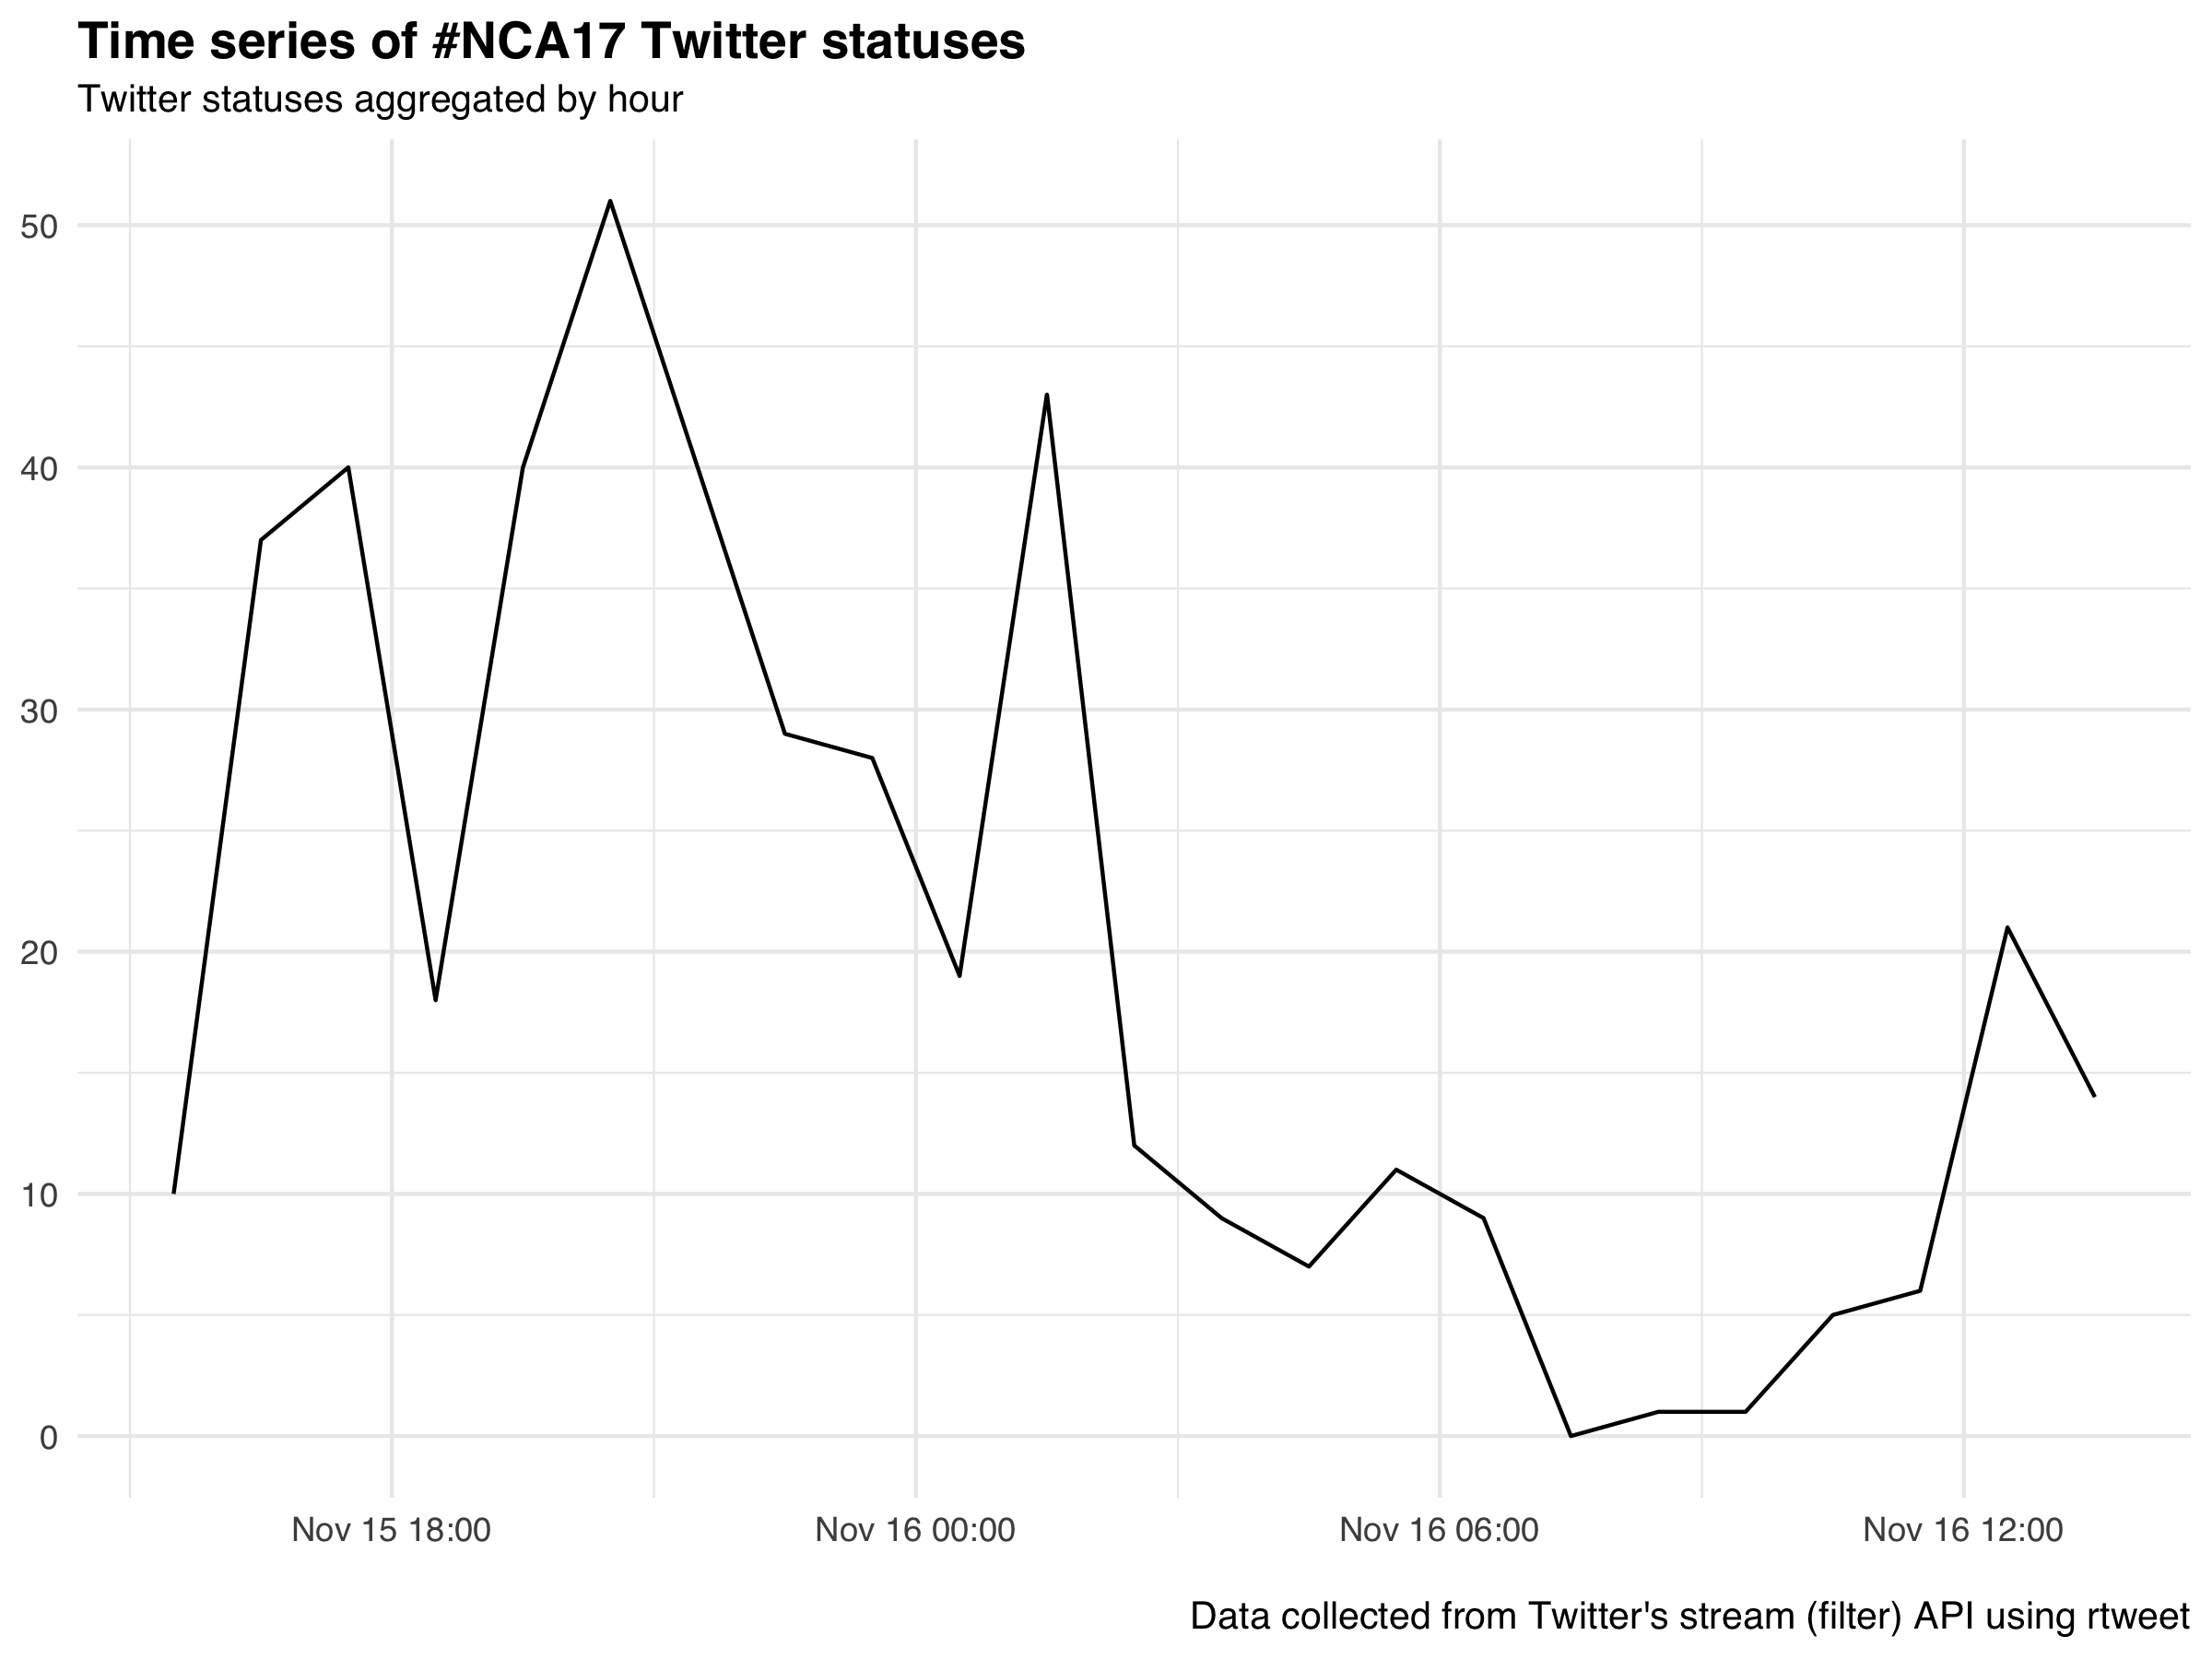 Time series of #NCA17 Twitter statuses
Twitter statuses aggregated by hour
50
40
30
20
10
0
Nov 15 18:00 Nov 16 00:00 Nov 16 06:00 Nov 16 12:00
Data collected from Twitter's stream (filter) API using rtweet